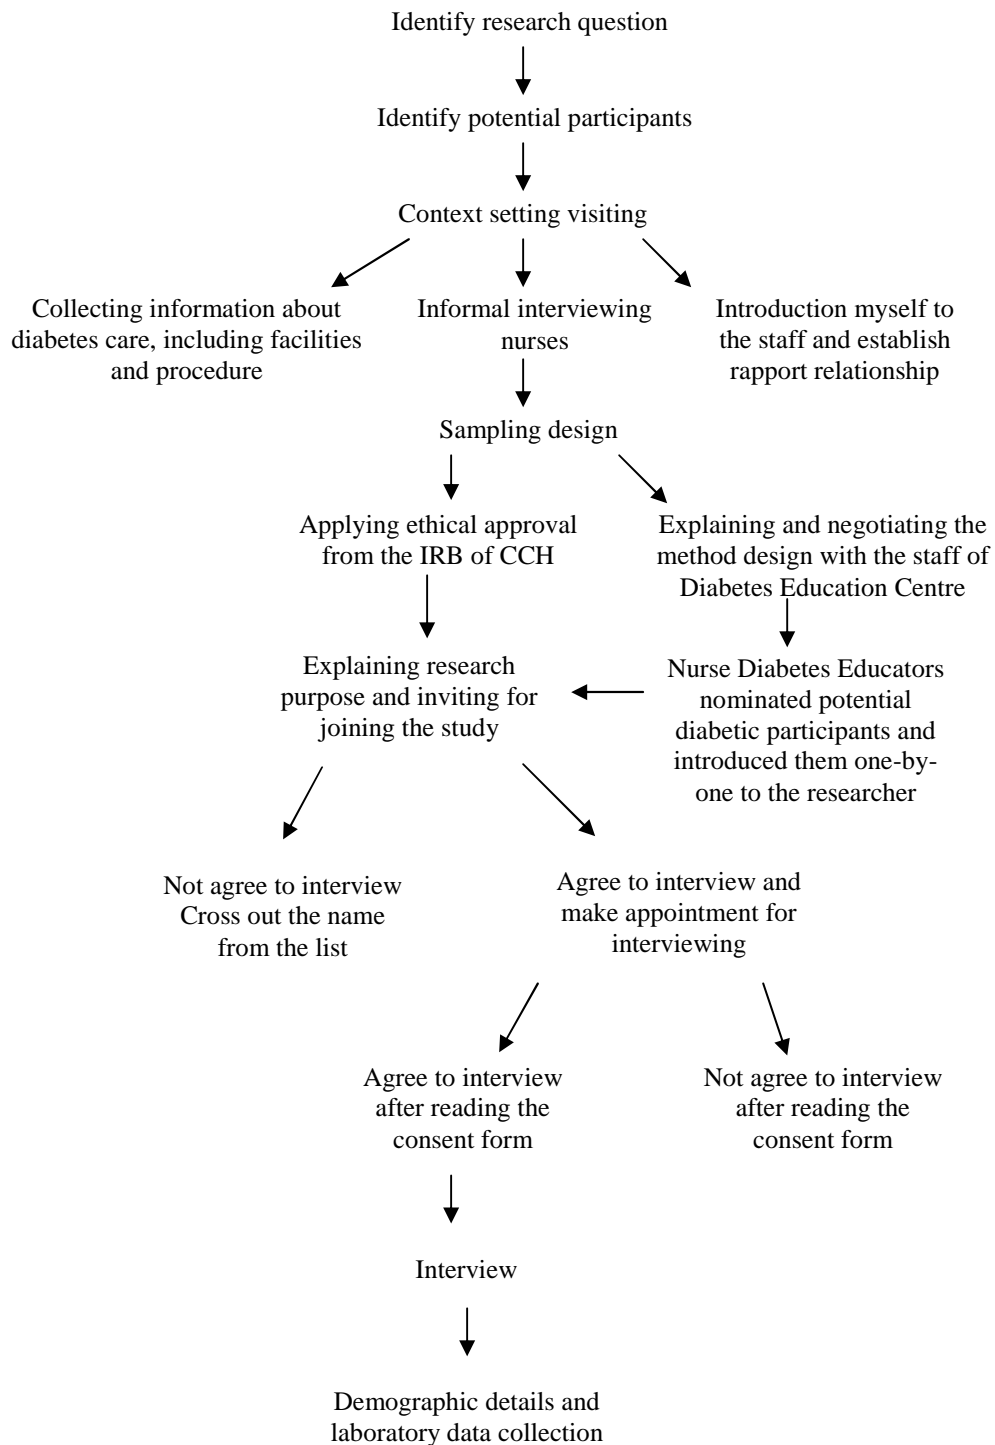 Identify research question
Identify potential participants
Context setting visiting
Collecting information about
diabetes care, including facilities
and procedure
Informal interviewing
nurses
Introduction myself to
the staff and establish
rapport relationship
Sampling design
Applying ethical approval
from the IRB of CCH
Explaining and negotiating the
method design with the staff of
Diabetes Education Centre
Explaining research
purpose and inviting for
joining the study
Nurse Diabetes Educators
nominated potential
diabetic participants and
introduced them one-by-
one to the researcher
Not agree to interview
Cross out the name
from the list
Agree to interview and
make appointment for
interviewing
Agree to interview
after reading the
consent form
Not agree to interview
after reading the
consent form
Interview
Demographic details and
laboratory data collection